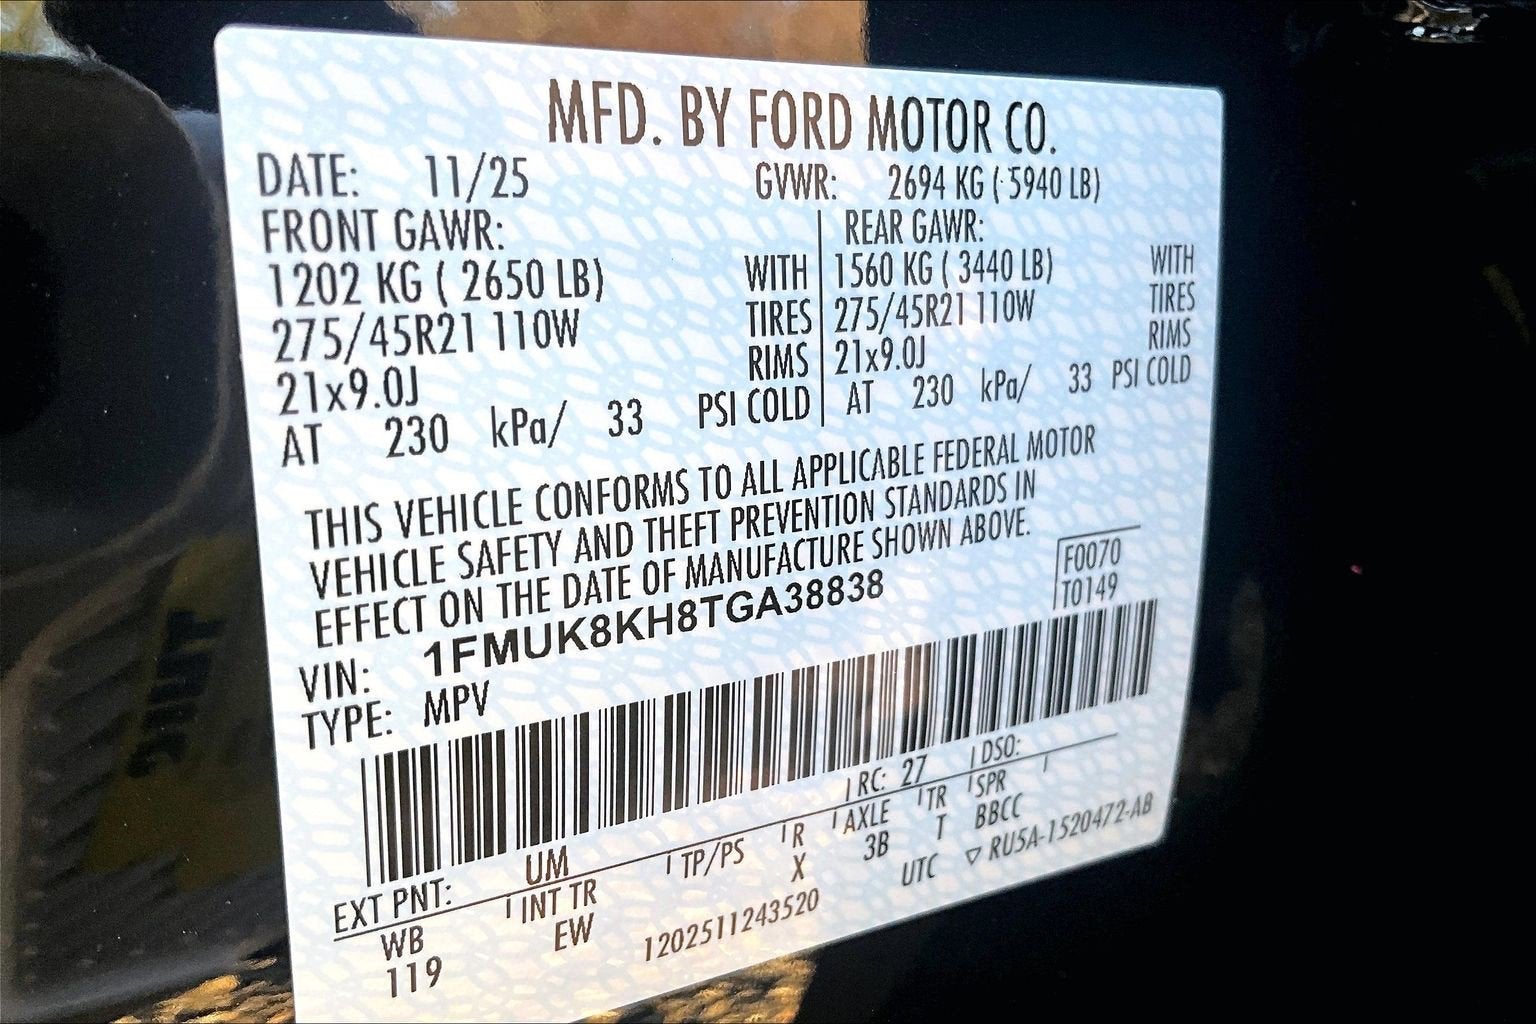 MFD. BY FORD MOTOR CO.
DATE: 11/25 GVWR: 2694 KG ( 5940 LB)
FRONT GAWR: REAR GAWR:
1202 KG ( 2650 LB) WITH 1560 KG ( 3440 LB) WITH
275/45R21 110W TIRES 275/45R21 110W TIRES
21x9.0J RIMS 21x9.0J RIMS
AT 230 kPa/ 33 PSI COLD AT 230 kPa/ 33 PSI COLD
THIS VEHICLE CONFORMS TO ALL APPLICABLE FEDERAL MOTOR
VEHICLE SAFETY AND THEFT PREVENTION STANDARDS IN
EFFECT ON THE DATE OF MANUFACTURE SHOWN ABOVE.
F0070
T0149
VIN: 1FMUK8KH8TGA38838
TYPE: MPV
EXT PNT: UM RC: 27 DSO:
WB INT TR TP/PS R AXLE TR SPR
119 EW X 3B T BBCC
1202511243520 UTC ▽ RU5A-1520472-AB